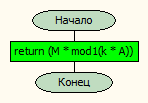 Начало
return (M * mod1(k * A))
Конец